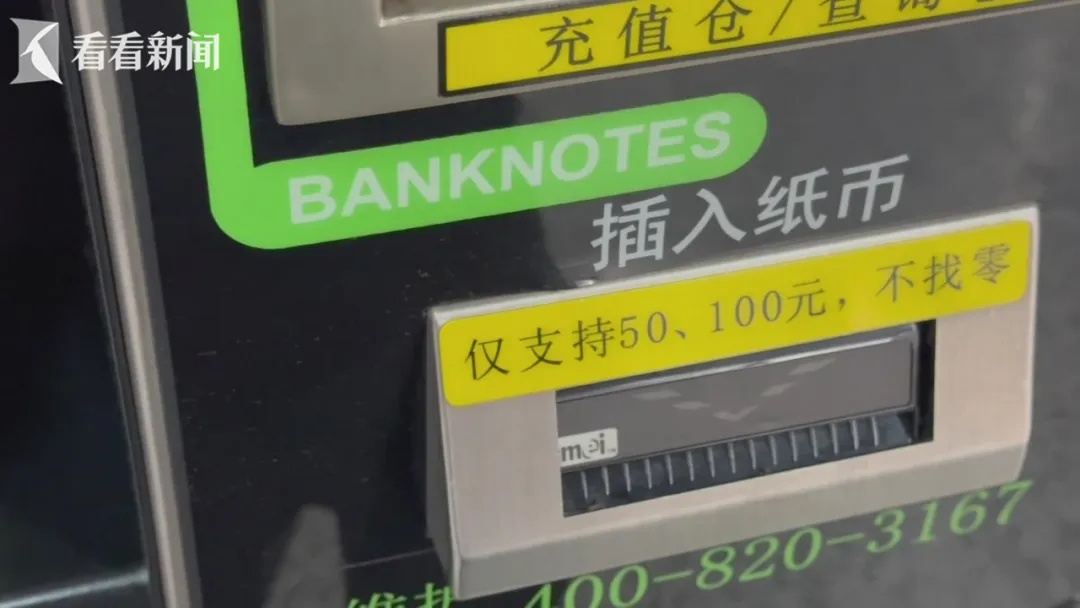 看看新闻
充值仓/查询
BANKNOTES
插入纸币
仅支持50、100元，不找零
mei
400-820-3167